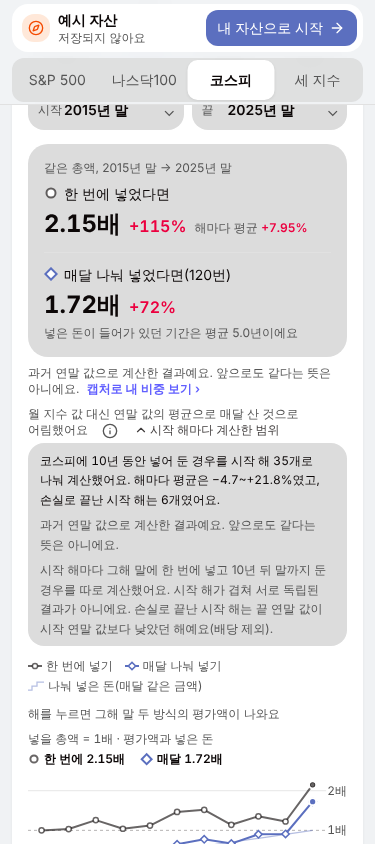 예시 자산
저장되지 않아요
내 자산으로 시작 →
S&P 500 나스닥100 코스피 세 지수
시작 2015년 말 끝 2025년 말
같은 총액, 2015년 말 → 2025년 말
한 번에 넣었다면
2.15배 +115% 해마다 평균 +7.95%
매달 나눠 넣었다면(120번)
1.72배 +72%
넣은 돈이 들어가 있던 기간은 평균 5.0년이에요
과거 연말 값으로 계산한 결과예요. 앞으로도 같다는 뜻은
아니에요. 캡처로 내 비중 보기 ›
월 지수 값 대신 연말 값의 평균으로 매달 산 것으로
어림했어요 시작 해마다 계산한 범위
코스피에 10년 동안 넣어 둔 경우를 시작 해 35개로
나눠 계산했어요. 해마다 평균은 −4.7~+21.8%였고,
손실로 끝난 시작 해는 6개였어요.
과거 연말 값으로 계산한 결과예요. 앞으로도 같다는
뜻은 아니에요.
시작 해마다 그해 말에 한 번에 넣고 10년 뒤 말까지 둔
경우를 따로 계산했어요. 시작 해가 겹쳐 서로 독립된
결과가 아니에요. 손실로 끝난 시작 해는 끝 연말 값이
시작 연말 값보다 낮았던 해예요(배당 제외).
한 번에 넣기 매달 나눠 넣기
나눠 넣은 돈(매달 같은 금액)
해를 누르면 그해 말 두 방식의 평가액이 나와요
넣을 총액 = 1배 · 평가액과 넣은 돈
한 번에 2.15배 매달 1.72배
2배
1배